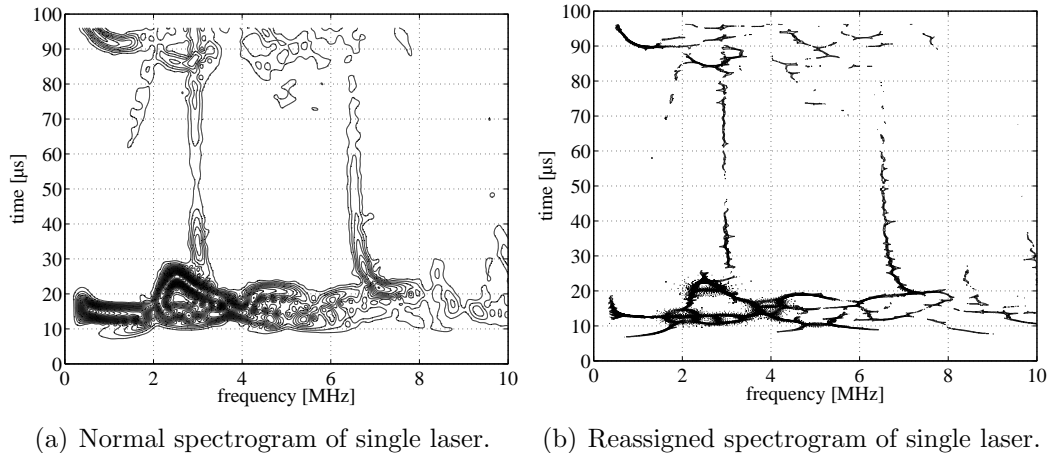 100
90
80
70
60
50
40
30
20
10
0
time [µs]
0 2 4 6 8 10
frequency [MHz]
(a) Normal spectrogram of single laser.
100
90
80
70
60
50
40
30
20
10
0
time [µs]
0 2 4 6 8 10
frequency [MHz]
(b) Reassigned spectrogram of single laser.